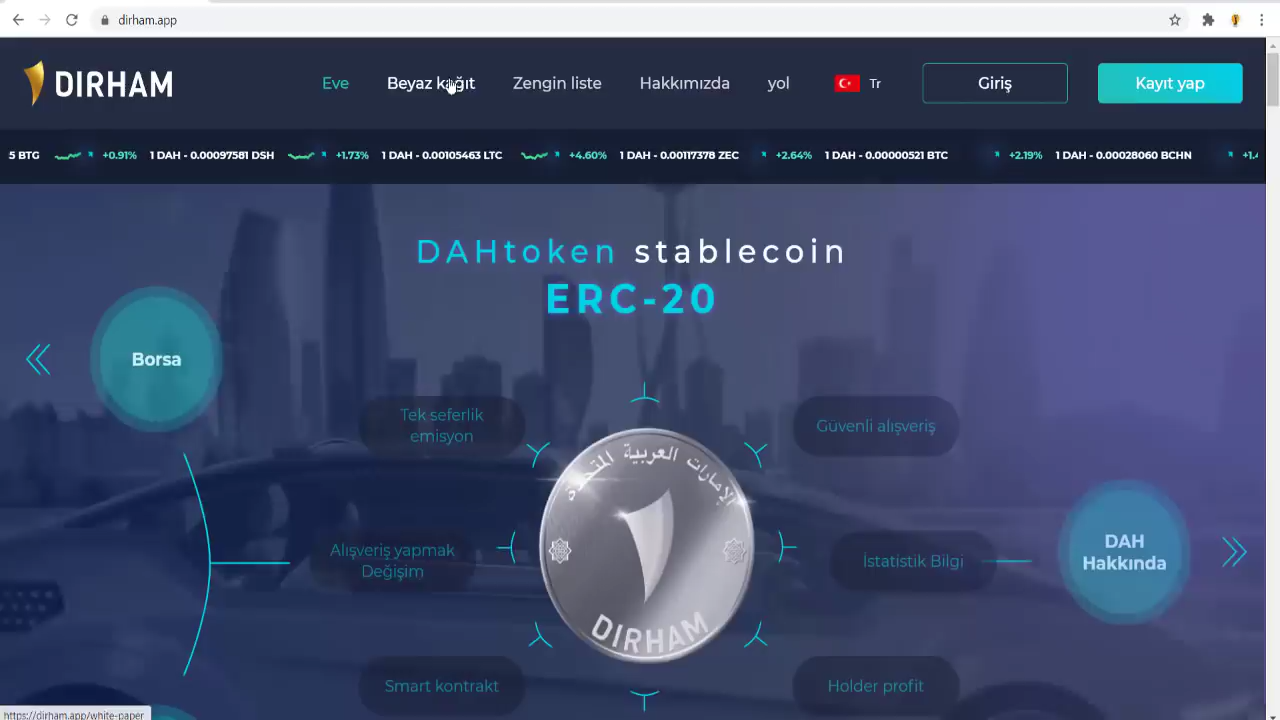 dirham.app
DIRHAM
Eve
Beyaz kağıt
Zengin liste
Hakkımızda
yol
Tr
Giriş
Kayıt yap
5 BTG +0.91% 1 DAH - 0.00097581 DSH +1.73% 1 DAH - 0.00105463 LTC +4.60% 1 DAH - 0.00117378 ZEC +2.64% 1 DAH - 0.00000521 BTC +2.19% 1 DAH - 0.00028060 BCHN
DAHtoken stablecoin
ERC-20
Borsa
Tek seferlik
emisyon
Güvenli alışveriş
الإمارات العربية المتحدة
Alışveriş yapmak
Değişim
İstatistik Bilgi
DAH
Hakkında
DIRHAM
Smart kontrakt
Holder profit
https://dirham.app/white-paper